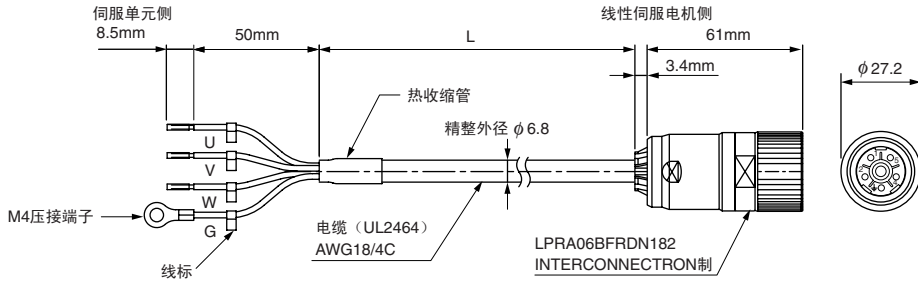 伺服单元侧
线性伺服电机侧
8.5mm
50mm
L
61mm
3.4mm
φ27.2
热收缩管
精整外径 φ6.8
U
V
W
G
M4压接端子
线标
电缆（UL2464）
AWG18/4C
LPRA06BFRDN182
INTERCONNECTRON制